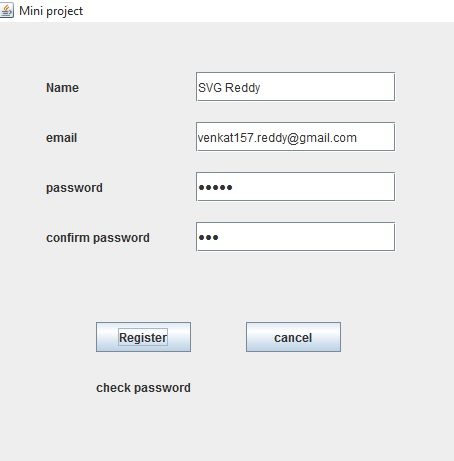 Mini project
Name SVG Reddy
email venkat157.reddy@gmail.com
password •••••
confirm password •••
Register cancel
check password